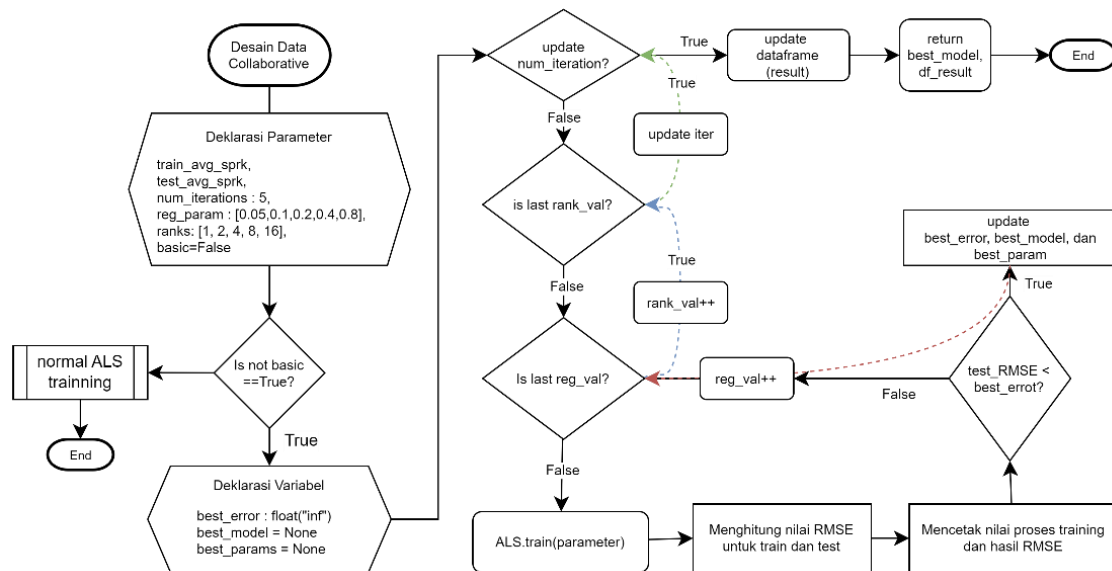 Desain Data
Collaborative
Deklarasi Parameter
train_avg_sprk,
test_avg_sprk,
num_iterations : 5,
reg_param : [0.05,0.1,0.2,0.4,0.8],
ranks: [1, 2, 4, 8, 16],
basic=False
Is not basic
==True?
normal ALS
trainning
End
True
Deklarasi Variabel
best_error : float("inf")
best_model = None
best_params = None
update
num_iteration?
True
update
dataframe
(result)
return
best_model,
df_result
End
False
True
update iter
is last rank_val?
False
True
rank_val++
Is last reg_val?
reg_val++
False
update
best_error, best_model, dan
best_param
True
test_RMSE <
best_errot?
False
ALS.train(parameter)
Menghitung nilai RMSE
untuk train dan test
Mencetak nilai proses training
dan hasil RMSE